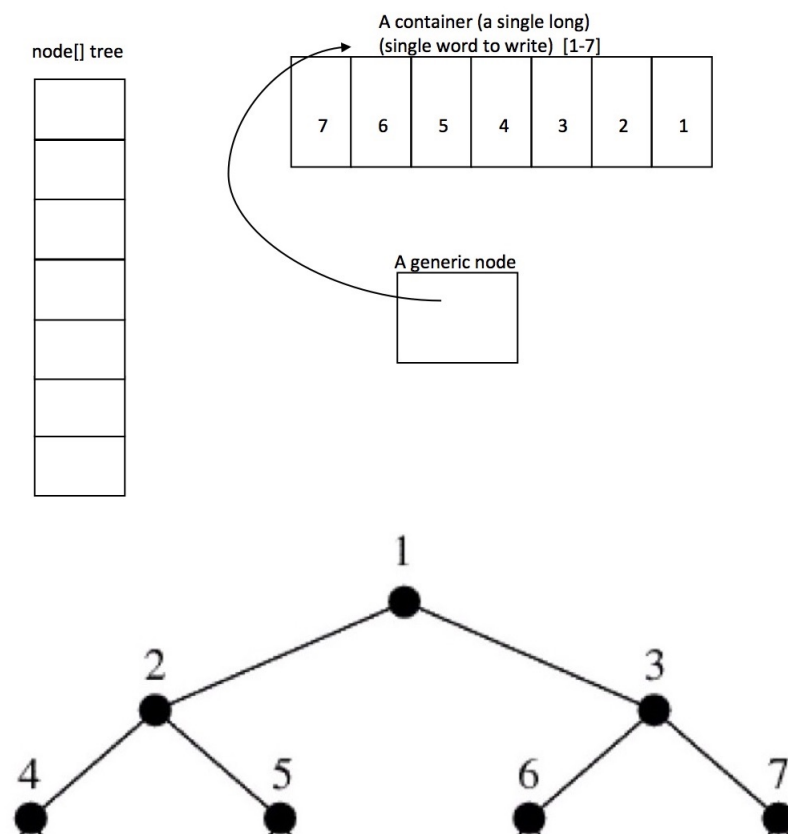 A container (a single long)
node[] tree
(single word to write) [1-7]
7 6 5 4 3 2 1
A generic node
1
2 3
4 5 6 7